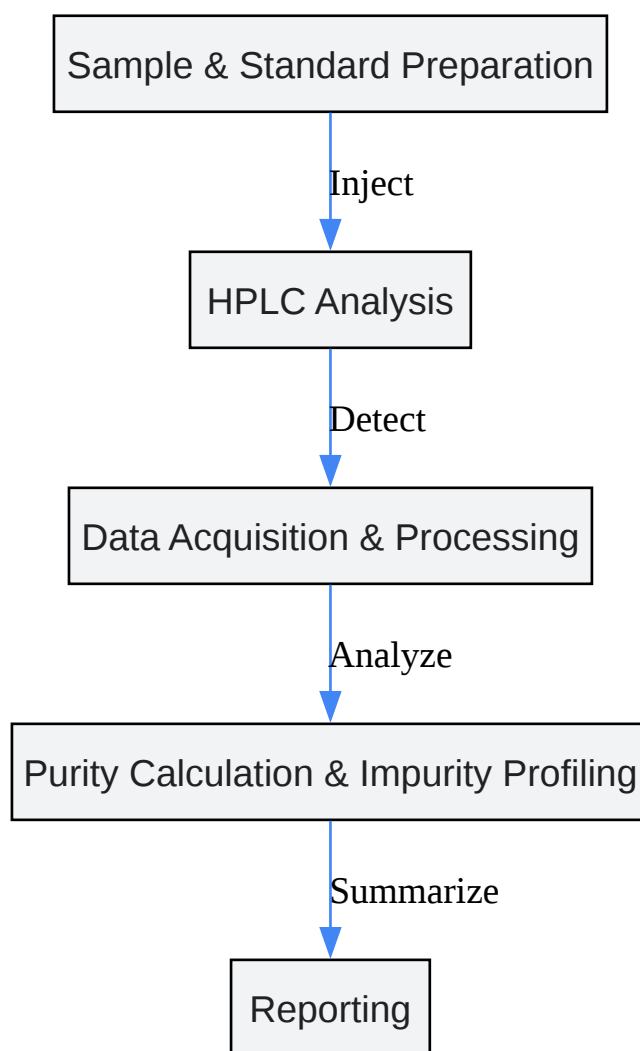 Sample & Standard Preparation
Inject
HPLC Analysis
Detect
Data Acquisition & Processing
Analyze
Purity Calculation & Impurity Profiling
Summarize
Reporting